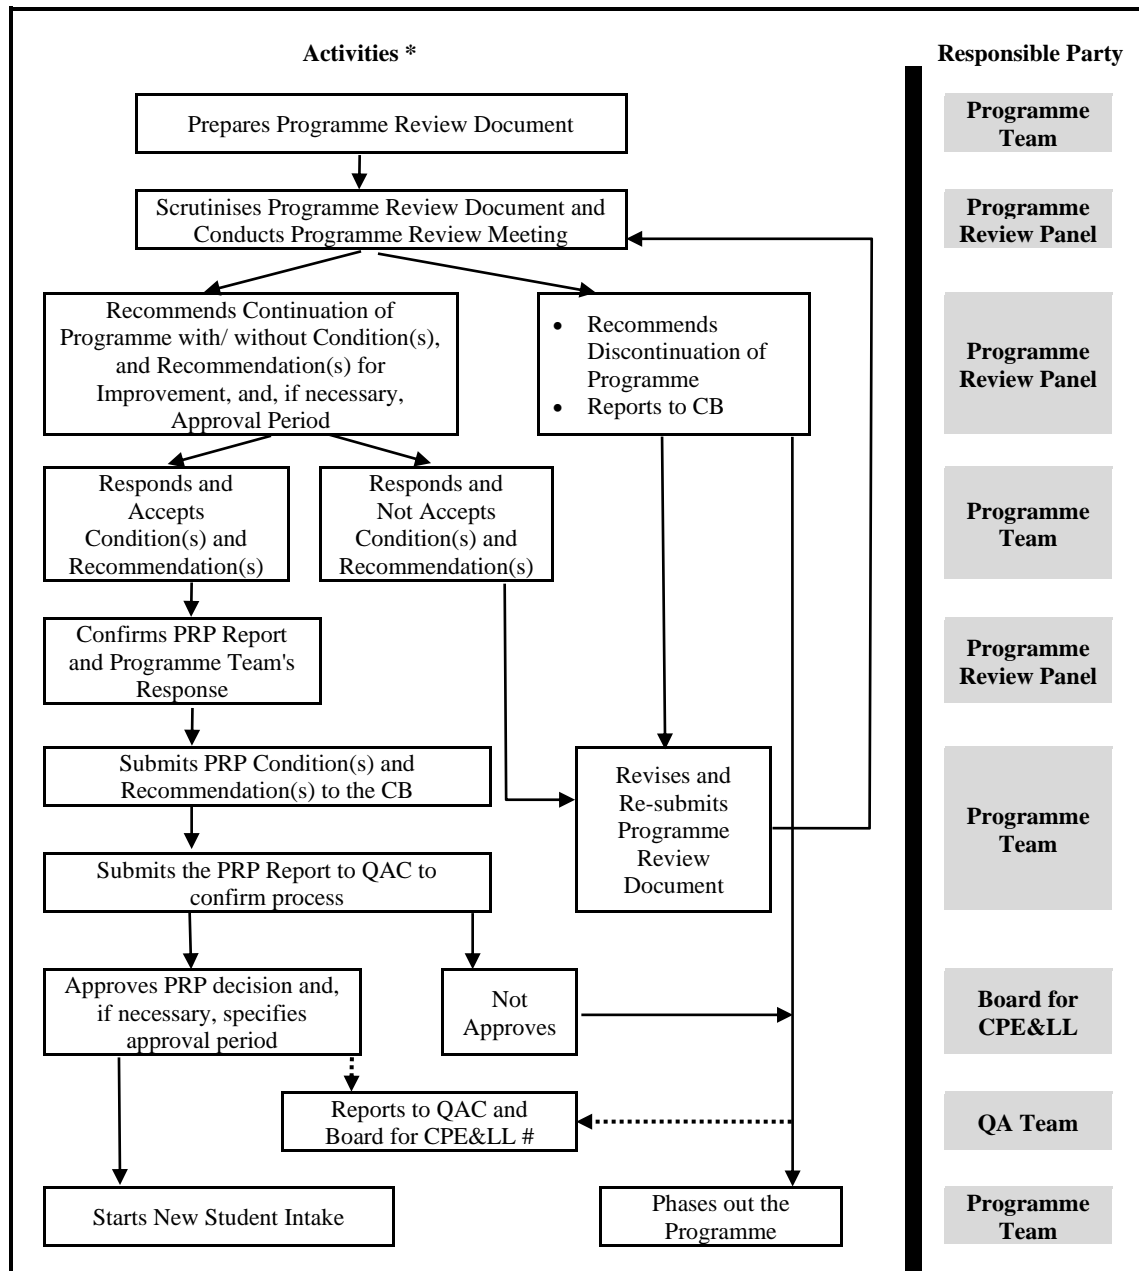 Activities *
Responsible Party
Prepares Programme Review Document
Programme
Team
Scrutinises Programme Review Document and
Conducts Programme Review Meeting
Programme
Review Panel
Recommends Continuation of
Programme with/ without Condition(s),
and Recommendation(s) for
Improvement, and, if necessary,
Approval Period
• Recommends
Discontinuation of
Programme
• Reports to CB
Programme
Review Panel
Responds and
Accepts
Condition(s) and
Recommendation(s)
Responds and
Not Accepts
Condition(s) and
Recommendation(s)
Programme
Team
Confirms PRP Report
and Programme Team's
Response
Programme
Review Panel
Submits PRP Condition(s) and
Recommendation(s) to the CB
Revises and
Re-submits
Programme
Review
Document
Programme
Team
Submits the PRP Report to QAC to
confirm process
Approves PRP decision and,
if necessary, specifies
approval period
Not
Approves
Board for
CPE&LL
Reports to QAC and
Board for CPE&LL #
QA Team
Starts New Student Intake
Phases out the
Programme
Programme
Team